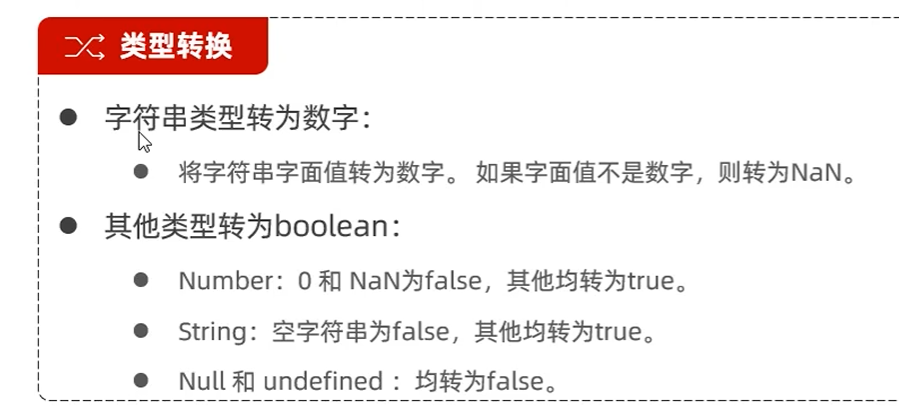 类型转换
字符串类型转为数字：
将字符串字面值转为数字。 如果字面值不是数字，则转为NaN。
其他类型转为boolean：
Number：0 和 NaN为false，其他均转为true。
String：空字符串为false，其他均转为true。
Null 和 undefined ：均转为false。